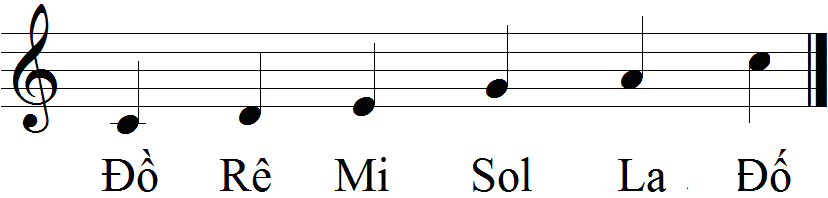 Đồ Rê Mi Sol La Đố